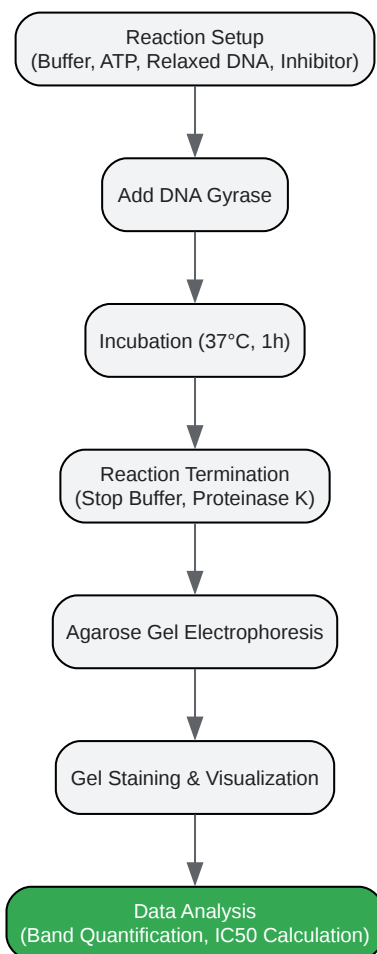 Reaction Setup
(Buffer, ATP, Relaxed DNA, Inhibitor)
Add DNA Gyrase
Incubation (37°C, 1h)
Reaction Termination
(Stop Buffer, Proteinase K)
Agarose Gel Electrophoresis
Gel Staining & Visualization
Data Analysis
(Band Quantification, IC50 Calculation)